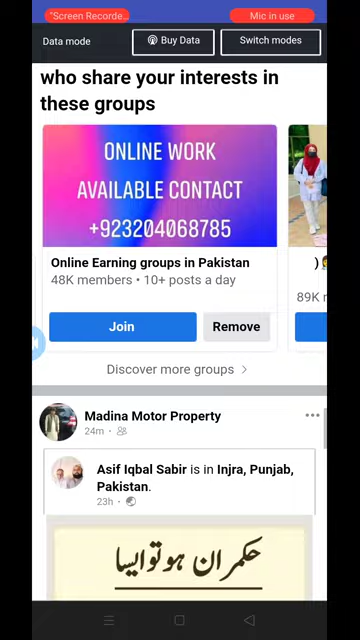 "Screen Recorde...
Mic in use
Data mode
Buy Data
Switch modes
who share your interests in
these groups
ONLINE WORK
AVAILABLE CONTACT
+923204068785
Online Earning groups in Pakistan
48K members • 10+ posts a day
)
89K
Join
Remove
Discover more groups
Madina Motor Property
24m
Asif Iqbal Sabir is in Injra, Punjab,
Pakistan.
23h
حکمران ہو تو ایسا